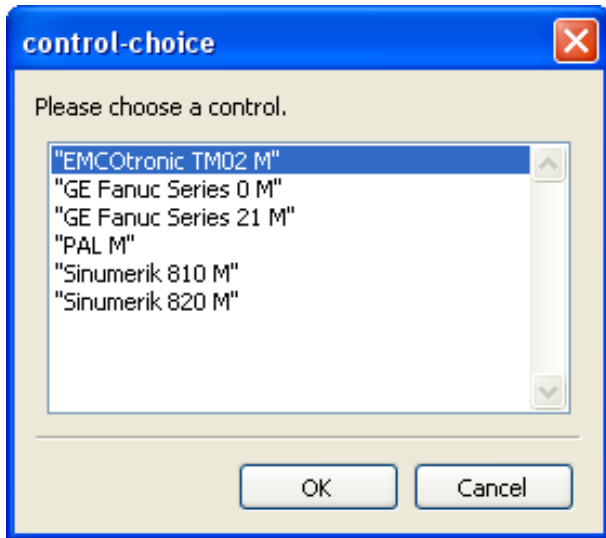 control-choice
Please choose a control.
"EMCOtronic TM02 M"
"GE Fanuc Series 0 M"
"GE Fanuc Series 21 M"
"PAL M"
"Sinumerik 810 M"
"Sinumerik 820 M"
OK Cancel